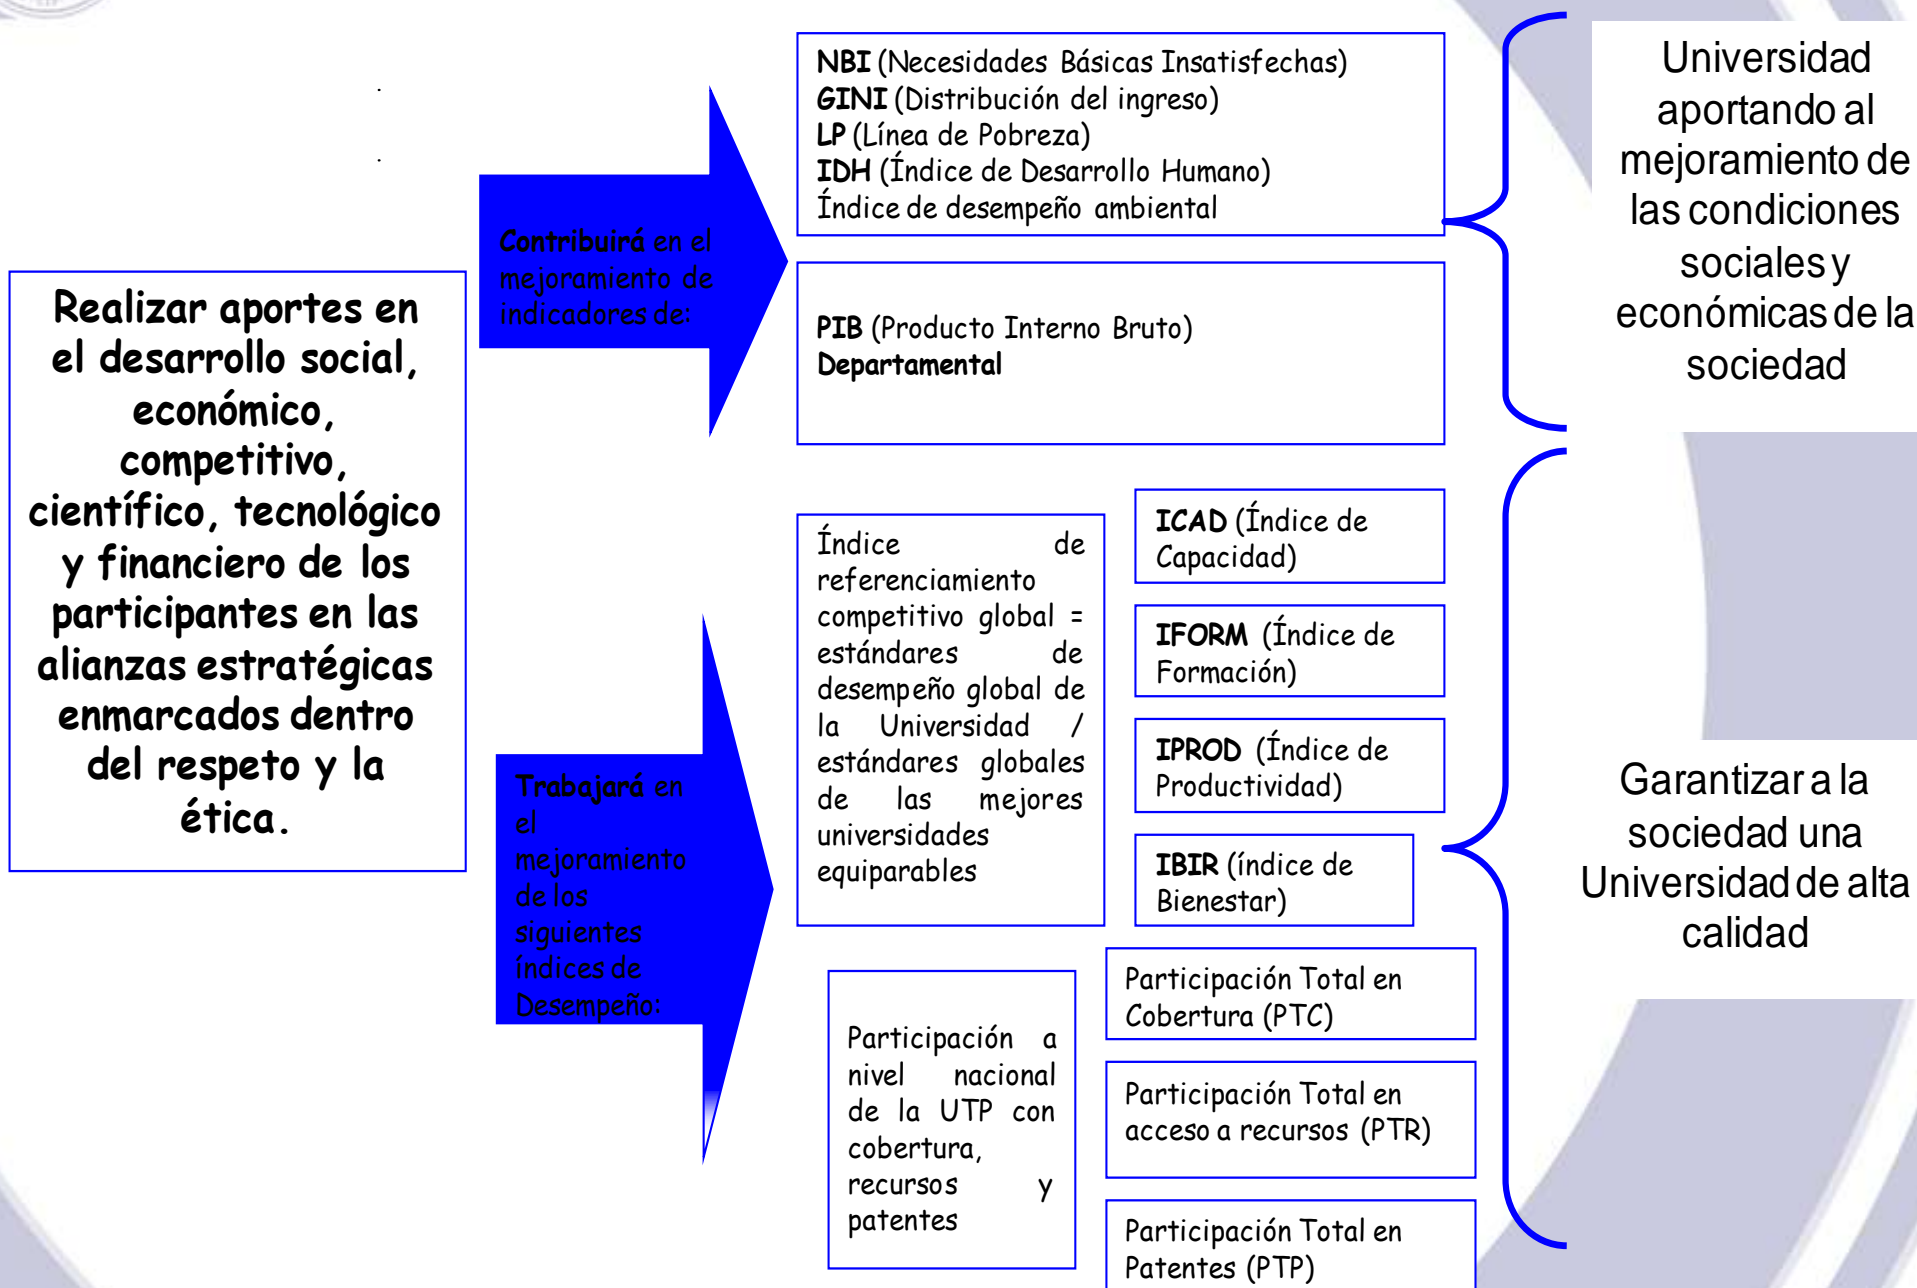 Realizar aportes en
el desarrollo social,
económico,
competitivo,
científico, tecnológico
y financiero de los
participantes en las
alianzas estratégicas
enmarcados dentro
del respeto y la
ética.
Contribuirá en el
mejoramiento de
indicadores de:
NBI (Necesidades Básicas Insatisfechas)
GINI (Distribución del ingreso)
LP (Línea de Pobreza)
IDH (Índice de Desarrollo Humano)
Índice de desempeño ambiental
PIB (Producto Interno Bruto)
Departamental
Universidad
aportando al
mejoramiento de
las condiciones
sociales y
económicas de la
sociedad
Trabajará en
el
mejoramiento
de los
siguientes
índices de
Desempeño:
Índice de
referenciamiento
competitivo global =
estándares de
desempeño global de
la Universidad /
estándares globales
de las mejores
universidades
equiparables
ICAD (Índice de
Capacidad)
IFORM (Índice de
Formación)
IPROD (Índice de
Productividad)
IBIR (índice de
Bienestar)
Participación a
nivel nacional
de la UTP con
cobertura,
recursos y
patentes
Participación Total en
Cobertura (PTC)
Participación Total en
acceso a recursos (PTR)
Participación Total en
Patentes (PTP)
Garantizar a la
sociedad una
Universidad de alta
calidad